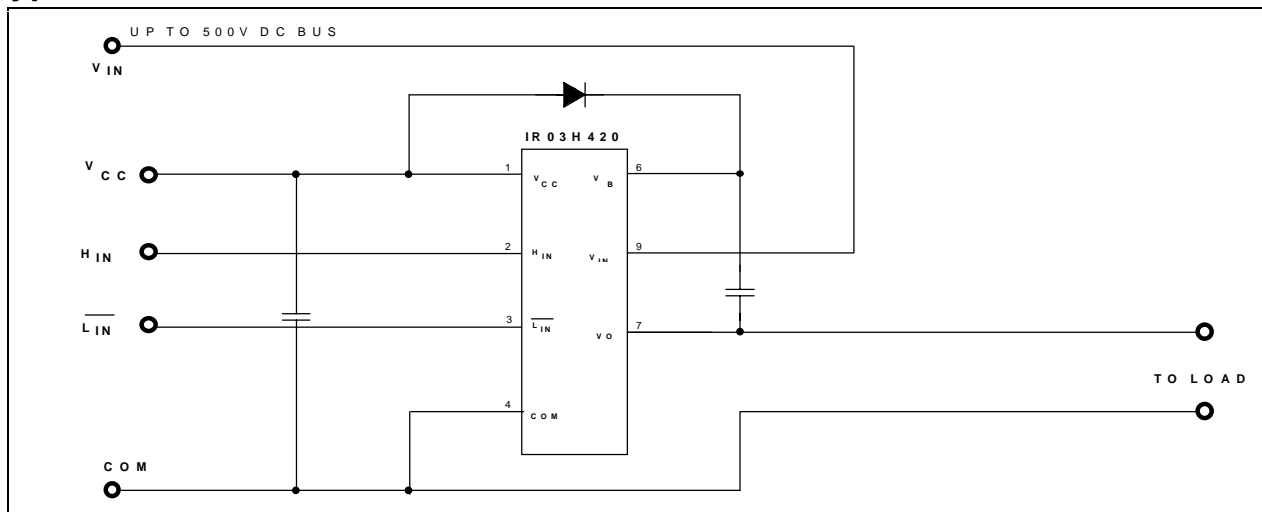 UP TO 500V DC BUS
VIN
IR03H420
VCC
1
VCC
VB
6
HIN
2
HIN
VIN
9
LIN
3
LIN
VO
7
TO LOAD
4
COM
COM